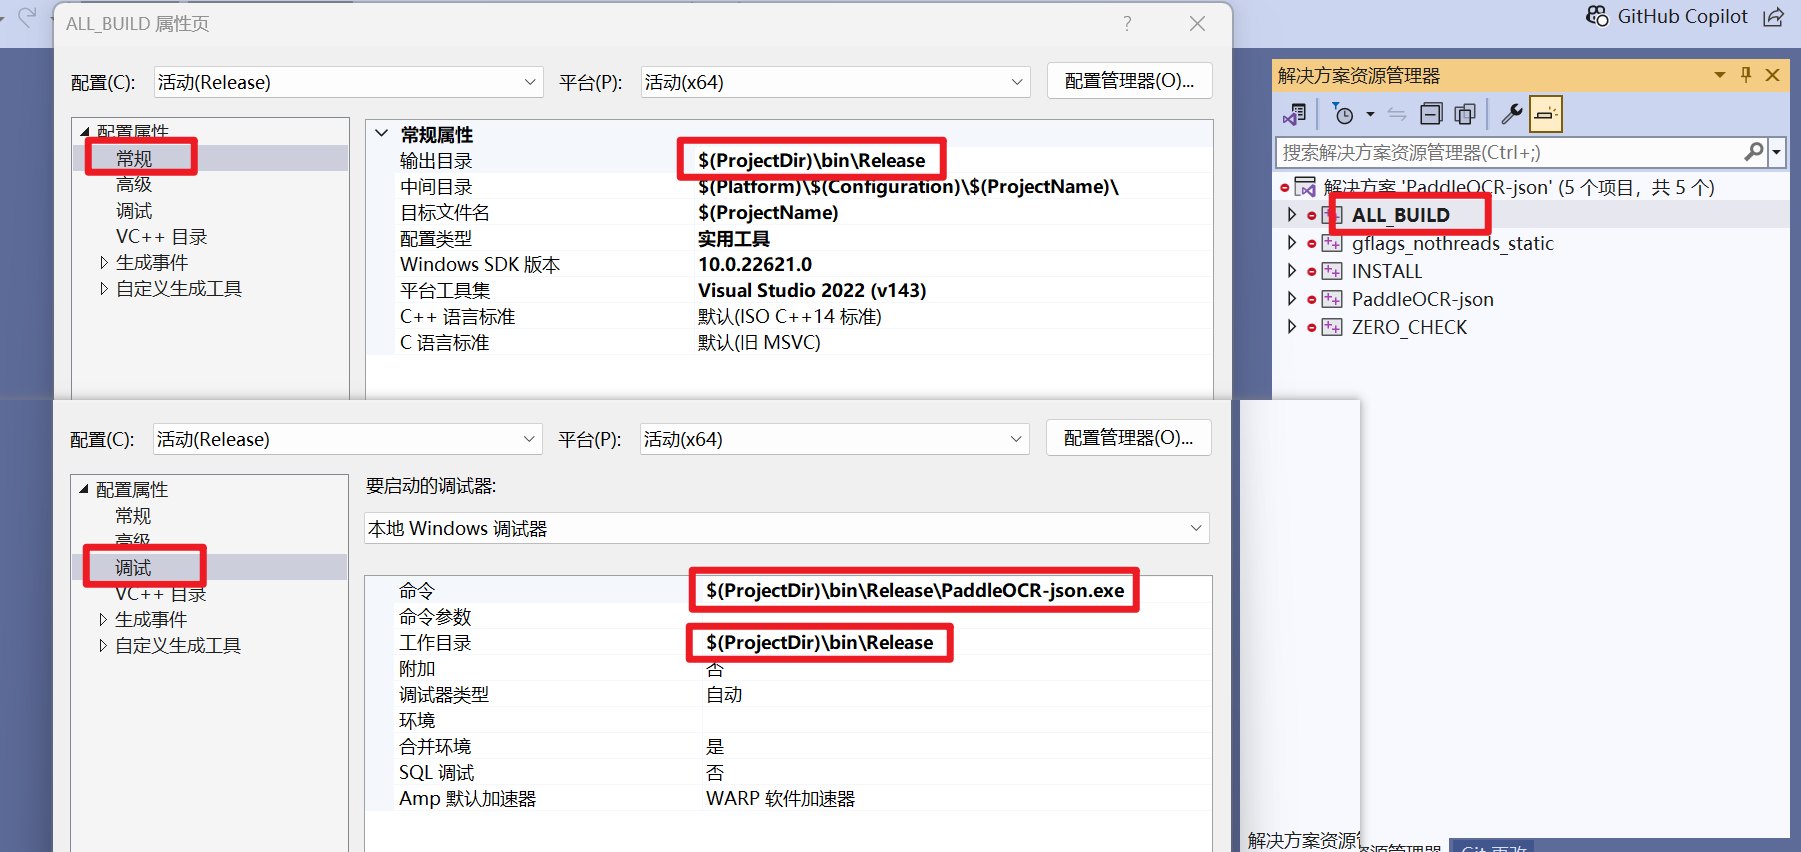 ALL_BUILD 属性页
?
GitHub Copilot
配置(C):
活动(Release)
平台(P):
活动(x64)
配置管理器(O)...
配置属性
常规
高级
调试
VC++ 目录
生成事件
自定义生成工具
常规属性
输出目录 $(ProjectDir)\bin\Release
中间目录 $(Platform)\$(Configuration)\$(ProjectName)\
目标文件名 $(ProjectName)
配置类型 实用工具
Windows SDK 版本 10.0.22621.0
平台工具集 Visual Studio 2022 (v143)
C++ 语言标准 默认(ISO C++14 标准)
C 语言标准 默认(旧 MSVC)
解决方案资源管理器
搜索解决方案资源管理器(Ctrl+;)
解决方案 'PaddleOCR-json' (5 个项目，共 5 个)
ALL_BUILD
gflags_nothreads_static
INSTALL
PaddleOCR-json
ZERO_CHECK
配置(C):
活动(Release)
平台(P):
活动(x64)
配置管理器(O)...
配置属性
常规
高级
调试
VC++ 目录
生成事件
自定义生成工具
要启动的调试器:
本地 Windows 调试器
命令 $(ProjectDir)\bin\Release\PaddleOCR-json.exe
命令参数
工作目录 $(ProjectDir)\bin\Release
附加 否
调试器类型 自动
环境
合并环境 是
SQL 调试 否
Amp 默认加速器 WARP 软件加速器
解决方案资源
资源管理器
Git 更改